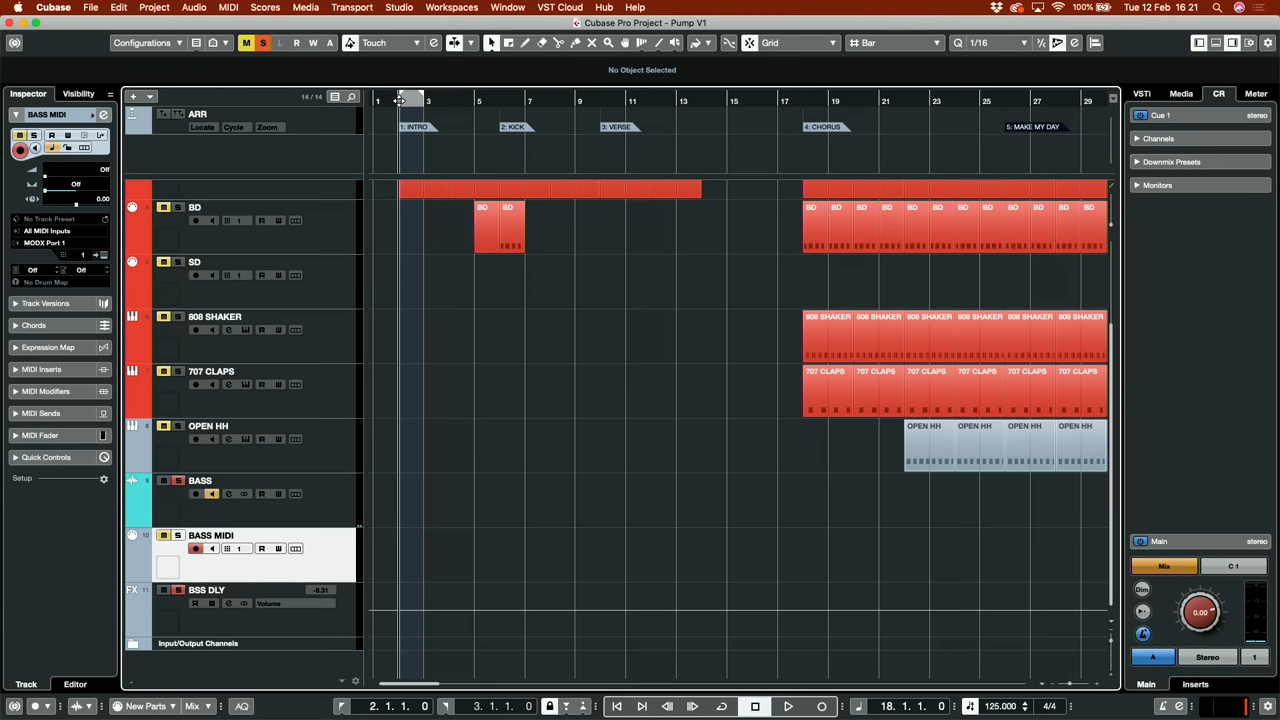 Cubase File Edit Project Audio MIDI Scores Media Transport Studio Workspaces Window VST Cloud Hub Help 100% Tue 12 Feb 16 21
Cubase Pro Project - Pump V1
Configurations M S L R W A Touch Grid Bar Q 1/16
No Object Selected
Inspector Visibility 14 / 14 1 3 5 7 9 11 13 15 17 19 21 23 25 27 29 VSTi Media CR Meter
BASS MIDI ARR Cue 1 stereo
Locate Cycle Zoom 1: INTRO 2: KICK 3: VERSE 4: CHORUS 5: MAKE MY DAY
M S R W Channels
Downmix Presets
Off Monitors
Off
0.00
BD BD BD BD BD BD BD BD BD BD BD BD BD BD BD
No Track Preset
All MIDI Inputs 1 R W
MODX Port 1
1
Off Off SD
No Drum Map 1 R W
Track Versions
Chords 808 SHAKER 808 SHAKER 808 SHAKER 808 SHAKER 808 SHAKER 808 SHAKER 808 SHAKER
R W
Expression Map
MIDI Inserts 707 CLAPS 707 CLAPS 707 CLAPS 707 CLAPS 707 CLAPS 707 CLAPS 707 CLAPS
MIDI Modifiers R W
MIDI Sends
MIDI Fader OPEN HH OPEN HH OPEN HH OPEN HH OPEN HH
R W
Quick Controls
Setup BASS
R W
10 BASS MIDI Main stereo
1 R W
Mix C 1
FX 11 BSS DLY -8.31 Dim
R W Volume 0.00
Input/Output Channels A Stereo 1
Track Editor Main Inserts
New Parts Mix AQ 2. 1. 1. 0 3. 1. 1. 0 18. 1. 1. 0 125.000 4/4